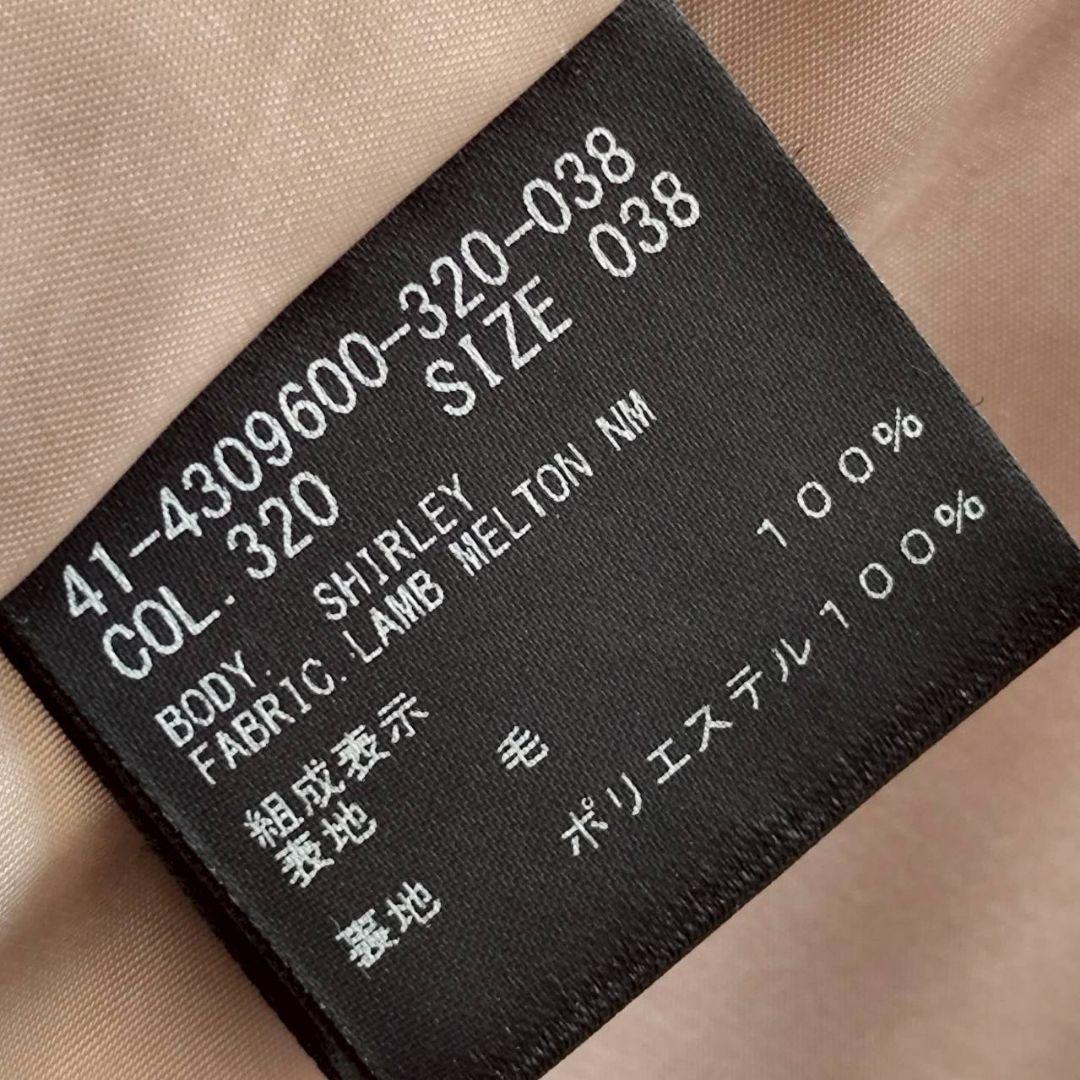 41-4309600-320-038
COL. 320 SIZE 038
BODY. SHIRLEY
FABRIC. LAMB MELTON NM
組成表示
表地 毛 100%
裏地 ポリエステル100%